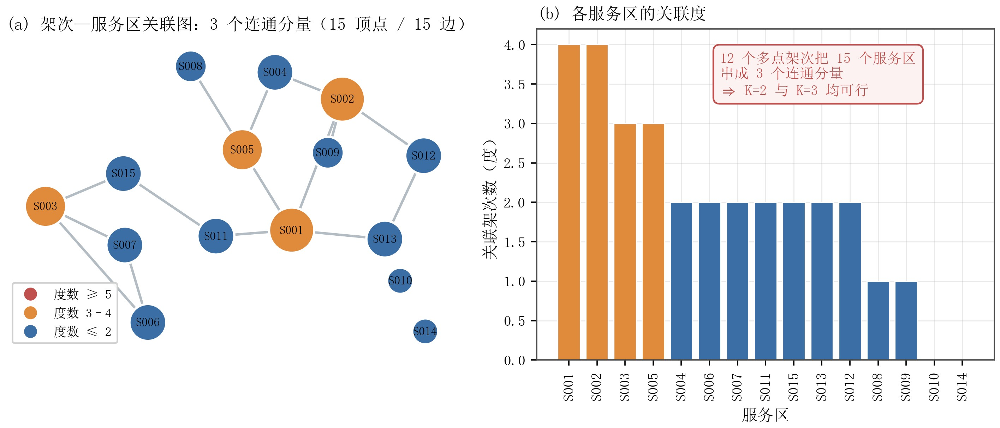 (a) 架次—服务区关联图：3 个连通分量（15 顶点 / 15 边）
S008
S004
S002
S005
S009
S012
S015
S003
S011
S001
S013
S007
S010
S006
S014
度数 ≥ 5
度数 3-4
度数 ≤ 2
(b) 各服务区的关联度
12 个多点架次把 15 个服务区
串成 3 个连通分量
⇒ K=2 与 K=3 均可行
关联架次数（度）
4.0
3.5
3.0
2.5
2.0
1.5
1.0
0.5
0.0
S001
S002
S003
S005
S004
S006
S007
S011
S015
S013
S012
S008
S009
S010
S014
服务区